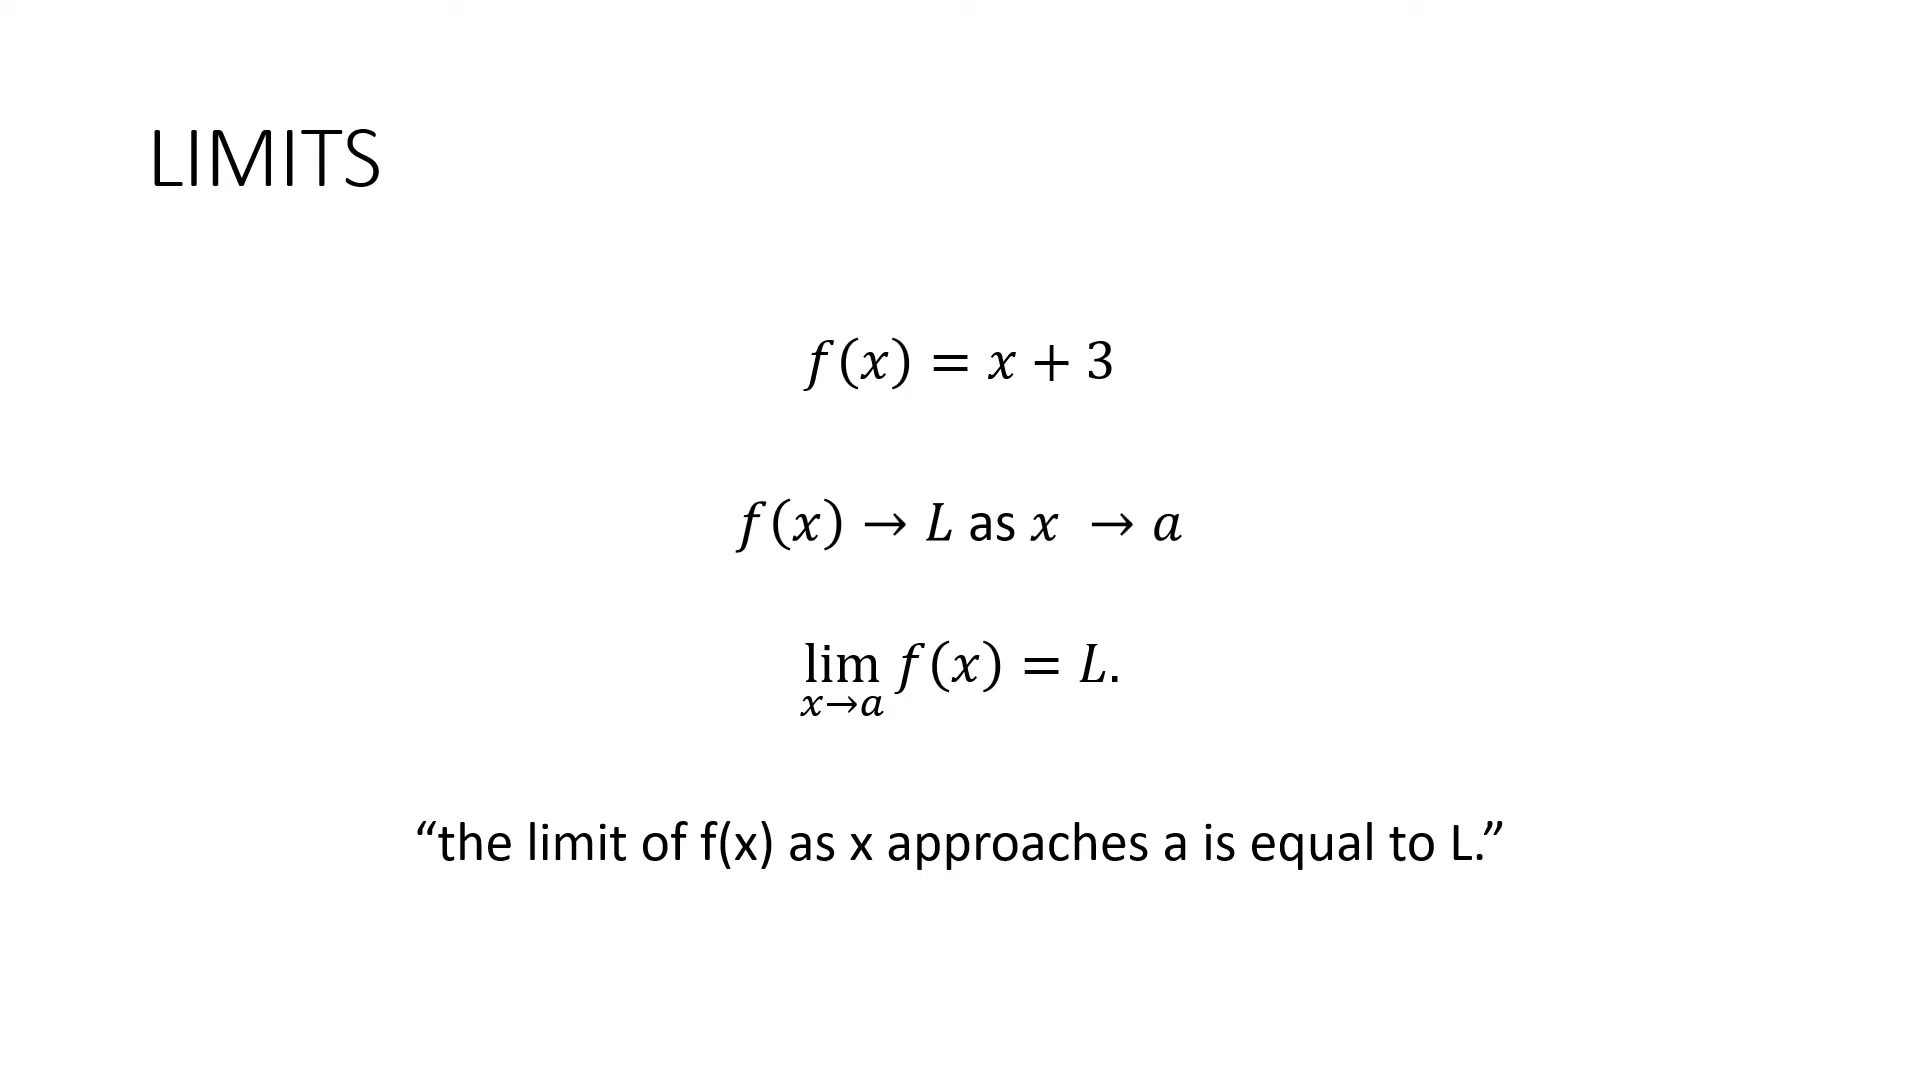 LIMITS
f(x) = x + 3
f(x) → L as x → a
lim f(x) = L.
x→a
“the limit of f(x) as x approaches a is equal to L.”